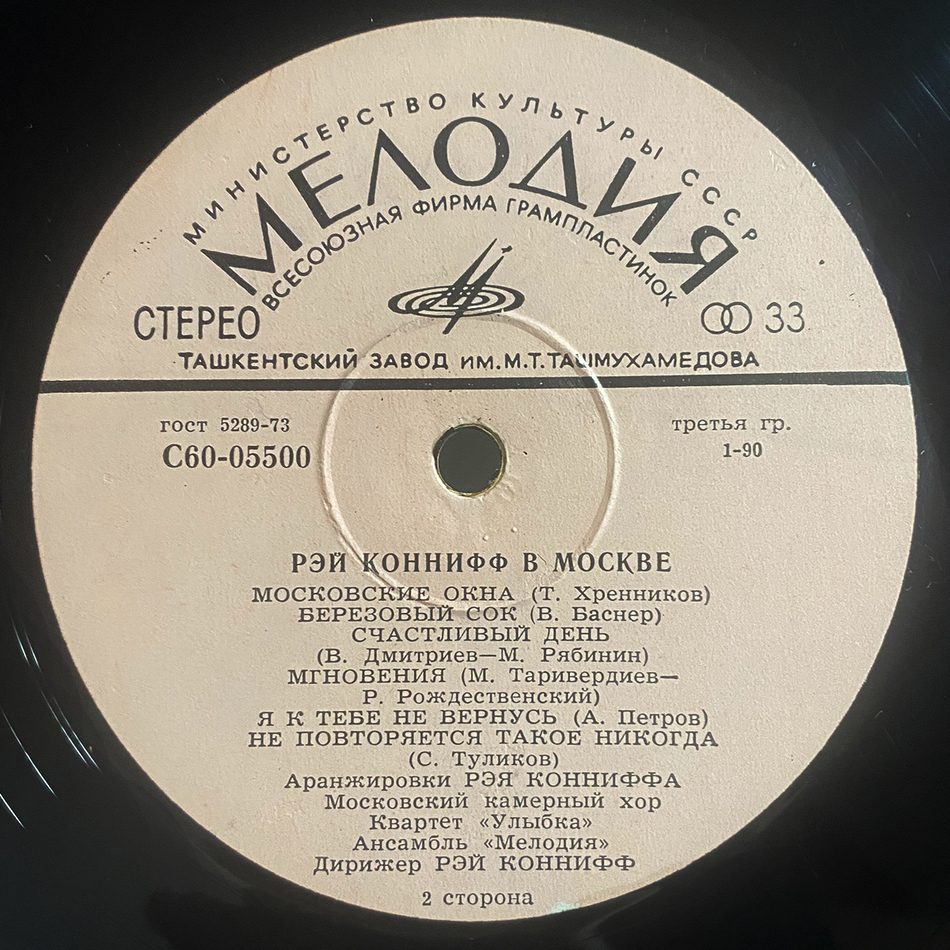 МИНИСТЕРСТВО КУЛЬТУРЫ СССР
МЕЛОДИЯ
ВСЕСОЮЗНАЯ ФИРМА ГРАМПЛАСТИНОК
СТЕРЕО
33
ТАШКЕНТСКИЙ ЗАВОД им. М.Т.ТАШМУХАМЕДОВА
гост 5289-73
третья гр.
С60-05500
1-90
РЭЙ КОННИФФ В МОСКВЕ
МОСКОВСКИЕ ОКНА (Т. Хренников)
БЕРЕЗОВЫЙ СОК (В. Баснер)
СЧАСТЛИВЫЙ ДЕНЬ
(В. Дмитриев—М. Рябинин)
МГНОВЕНИЯ (М. Таривердиев—
Р. Рождественский)
Я К ТЕБЕ НЕ ВЕРНУСЬ (А. Петров)
НЕ ПОВТОРЯЕТСЯ ТАКОЕ НИКОГДА
(С. Туликов)
Аранжировки РЭЯ КОННИФФА
Московский камерный хор
Квартет «Улыбка»
Ансамбль «Мелодия»
Дирижер РЭЙ КОННИФФ
2 сторона